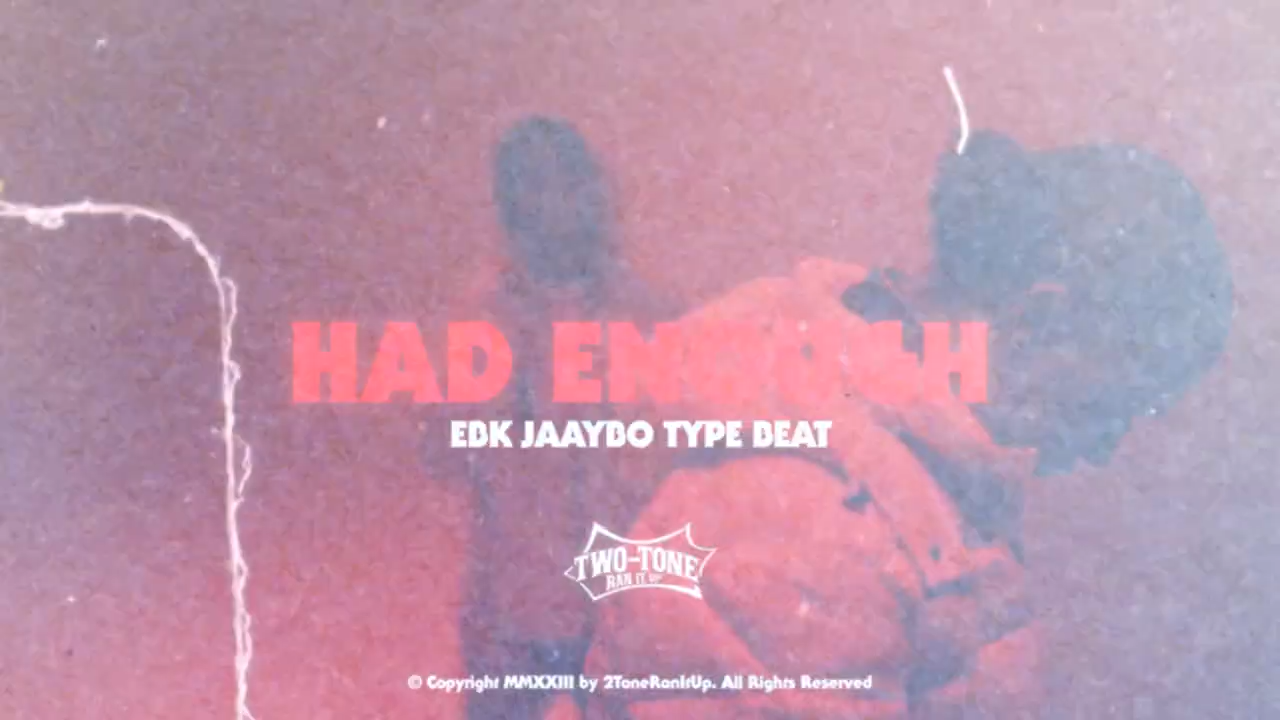 HAD ENOUGH
EBK JAAYBO TYPE BEAT
TWO-TONE
RAN IT UP
© Copyright MMXXIII by 2ToneRanItUp. All Rights Reserved